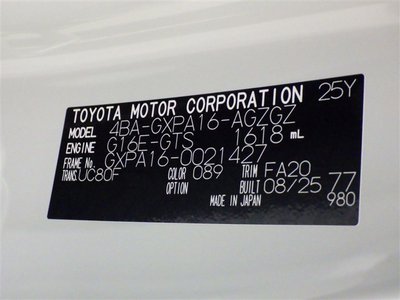 TOYOTA MOTOR CORPORATION 25Y
MODEL 4BA-GXPA16-AGZGZ
ENGINE G16E-GTS 1618 mL
FRAME No. GXPA16-0021427
TRANS. UC80F COLOR 089 TRIM FA20
OPTION BUILT 08/25 77
MADE IN JAPAN 980